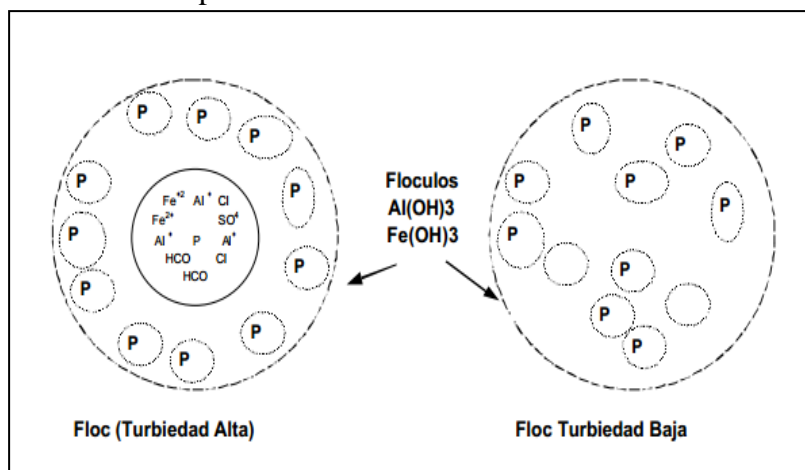 P
P
P
P
P
P
P
P
P
P
P
Fe⁺² Al⁺ Cl
Fe²⁺ SO⁴
Al⁺ P Al⁺
HCO Cl
HCO
Floculos
Al(OH)3
Fe(OH)3
P
P
P
P
P
P
P
P
P
Floc (Turbiedad Alta)
Floc Turbiedad Baja